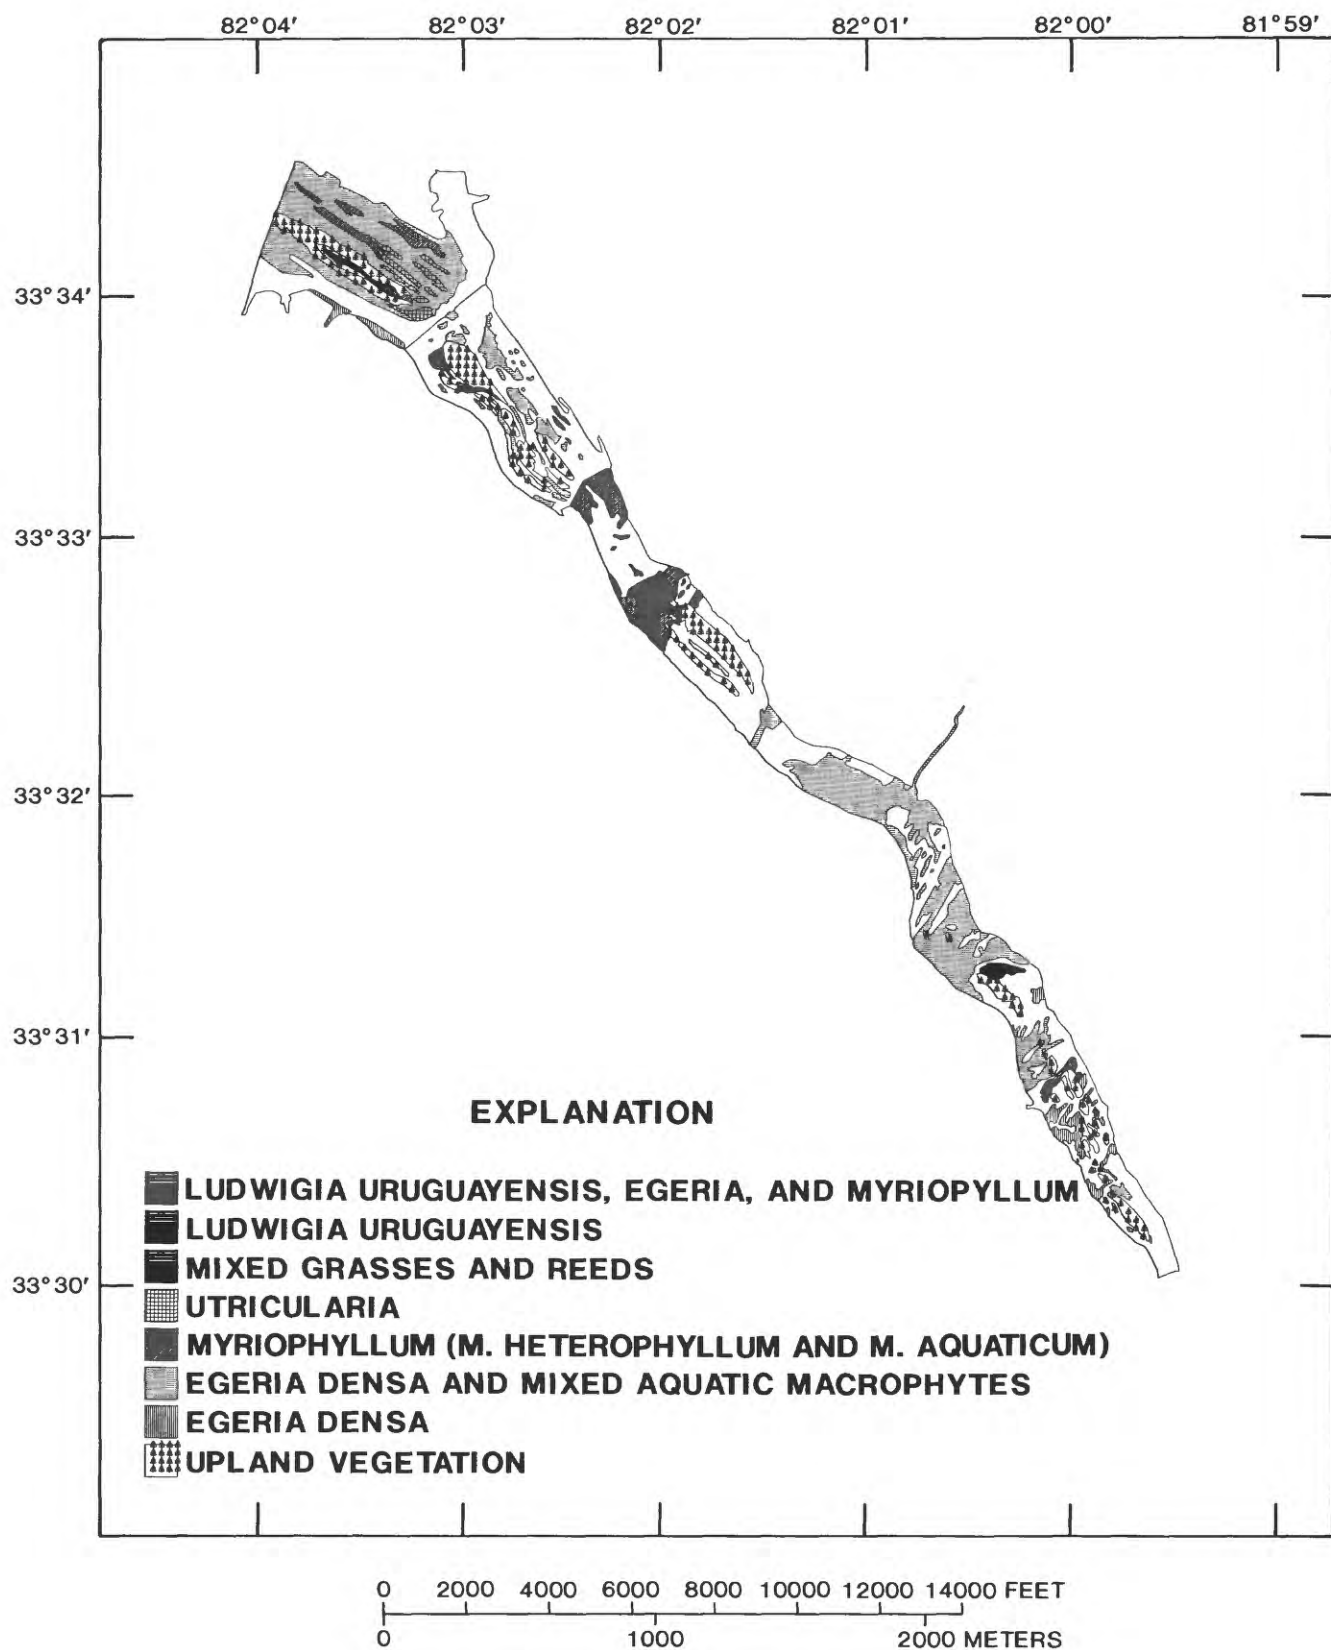 82°04′ 82°03′ 82°02′ 82°01′ 82°00′ 81°59′
33°34′
33°33′
33°32′
33°31′
33°30′
EXPLANATION
LUDWIGIA URUGUAYENSIS, EGERIA, AND MYRIOPYLLUM
LUDWIGIA URUGUAYENSIS
MIXED GRASSES AND REEDS
UTRICULARIA
MYRIOPHYLLUM (M. HETEROPHYLLUM AND M. AQUATICUM)
EGERIA DENSA AND MIXED AQUATIC MACROPHYTES
EGERIA DENSA
UPLAND VEGETATION
0 2000 4000 6000 8000 10000 12000 14000 FEET
0 1000 2000 METERS